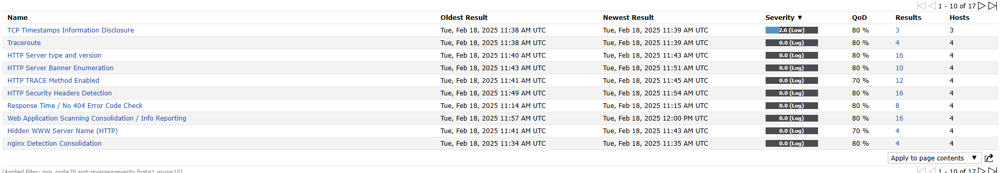 1 - 10 of 17
Name Oldest Result Newest Result Severity ▼ QoD Results Hosts
TCP Timestamps Information Disclosure Tue, Feb 18, 2025 11:38 AM UTC Tue, Feb 18, 2025 11:39 AM UTC 2.6 (Low) 80 % 3 3
Traceroute Tue, Feb 18, 2025 11:38 AM UTC Tue, Feb 18, 2025 11:39 AM UTC 0.0 (Log) 80 % 4 4
HTTP Server type and version Tue, Feb 18, 2025 11:40 AM UTC Tue, Feb 18, 2025 11:43 AM UTC 0.0 (Log) 80 % 16 4
HTTP Server Banner Enumeration Tue, Feb 18, 2025 11:43 AM UTC Tue, Feb 18, 2025 11:51 AM UTC 0.0 (Log) 80 % 10 4
HTTP TRACE Method Enabled Tue, Feb 18, 2025 11:41 AM UTC Tue, Feb 18, 2025 11:45 AM UTC 0.0 (Log) 70 % 12 4
HTTP Security Headers Detection Tue, Feb 18, 2025 11:49 AM UTC Tue, Feb 18, 2025 11:54 AM UTC 0.0 (Log) 80 % 16 4
Response Time / No 404 Error Code Check Tue, Feb 18, 2025 11:14 AM UTC Tue, Feb 18, 2025 11:15 AM UTC 0.0 (Log) 80 % 8 4
Web Application Scanning Consolidation / Info Reporting Tue, Feb 18, 2025 11:57 AM UTC Tue, Feb 18, 2025 12:00 PM UTC 0.0 (Log) 80 % 16 4
Hidden WWW Server Name (HTTP) Tue, Feb 18, 2025 11:41 AM UTC Tue, Feb 18, 2025 11:43 AM UTC 0.0 (Log) 70 % 4 4
nginx Detection Consolidation Tue, Feb 18, 2025 11:34 AM UTC Tue, Feb 18, 2025 11:35 AM UTC 0.0 (Log) 80 % 4 4
Apply to page contents ▼
(Applied filter: min_qod=70 sort-reverse=severity first=1 rows=10) 1 - 10 of 17